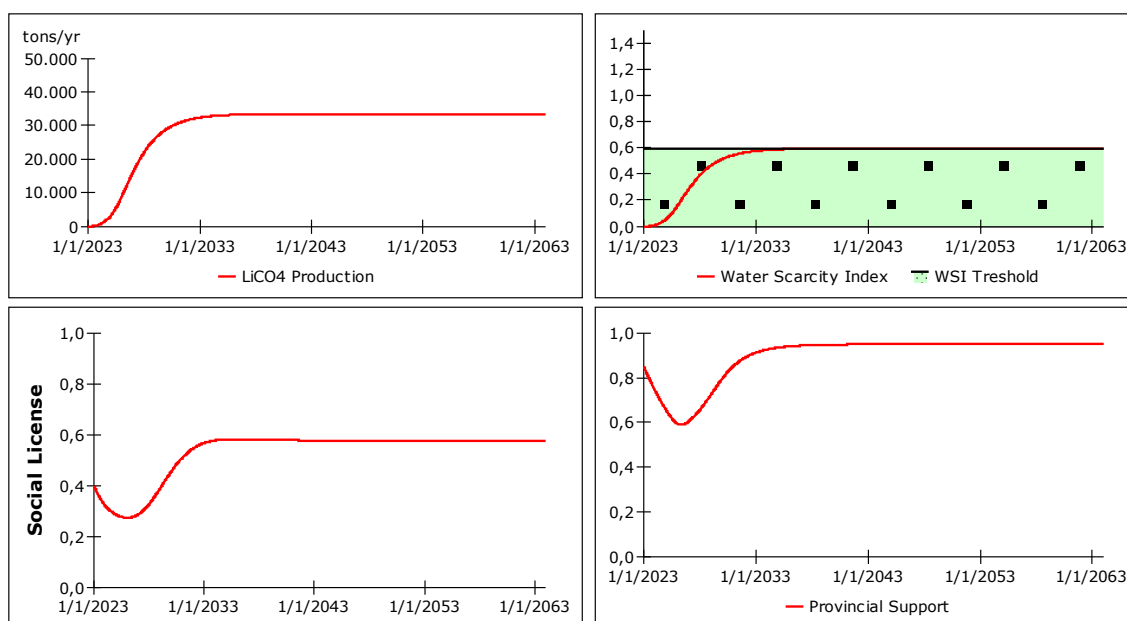 tons/yr
50.000
40.000
30.000
20.000
10.000
0
1/1/2023 1/1/2033 1/1/2043 1/1/2053 1/1/2063
LiCO4 Production
1,4
1,2
1,0
0,8
0,6
0,4
0,2
0,0
1/1/2023 1/1/2033 1/1/2043 1/1/2053 1/1/2063
Water Scarcity Index WSI Treshold
Social License
1,0
0,8
0,6
0,4
0,2
0,0
1/1/2023 1/1/2033 1/1/2043 1/1/2053 1/1/2063
1,0
0,8
0,6
0,4
0,2
0,0
1/1/2023 1/1/2033 1/1/2043 1/1/2053 1/1/2063
Provincial Support